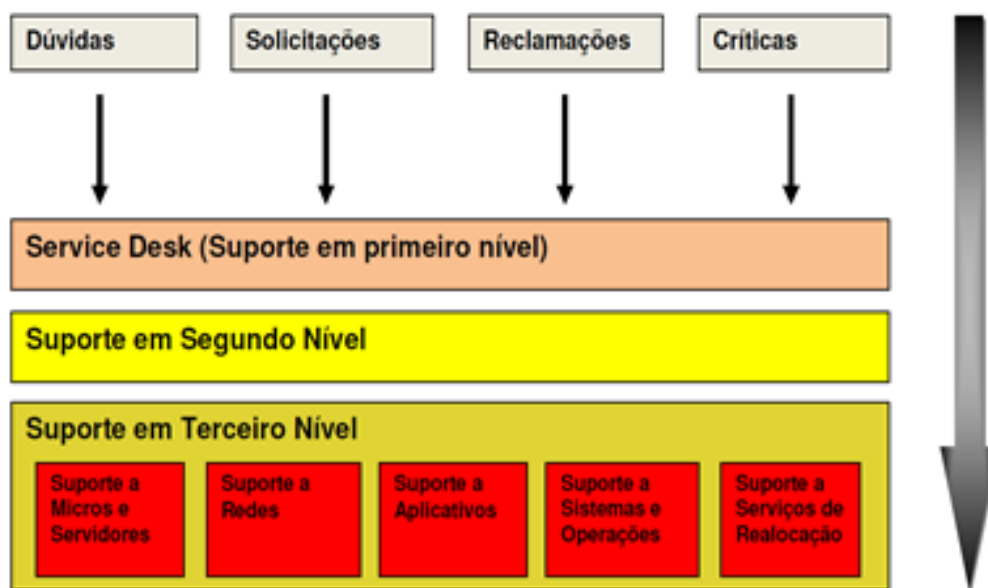 Dúvidas
Solicitações
Reclamações
Críticas
Service Desk (Suporte em primeiro nível)
Suporte em Segundo Nível
Suporte em Terceiro Nível
Suporte a
Micros e
Servidores
Suporte a
Redes
Suporte a
Aplicativos
Suporte a
Sistemas e
Operações
Suporte a
Serviços de
Realocação